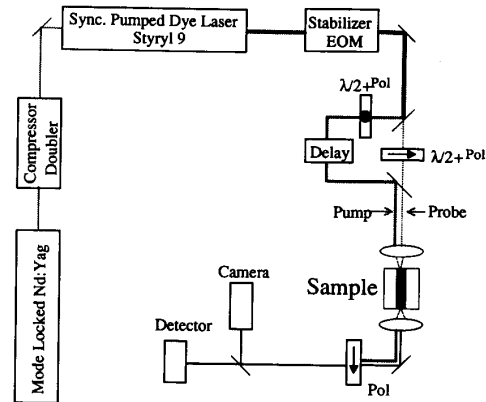 Sync. Pumped Dye Laser
Styryl 9
Stabilizer
EOM
λ/2+Pol
Compressor
Doubler
Delay
λ/2+Pol
Pump
Probe
Camera
Sample
Detector
Mode Locked Nd:Yag
Pol